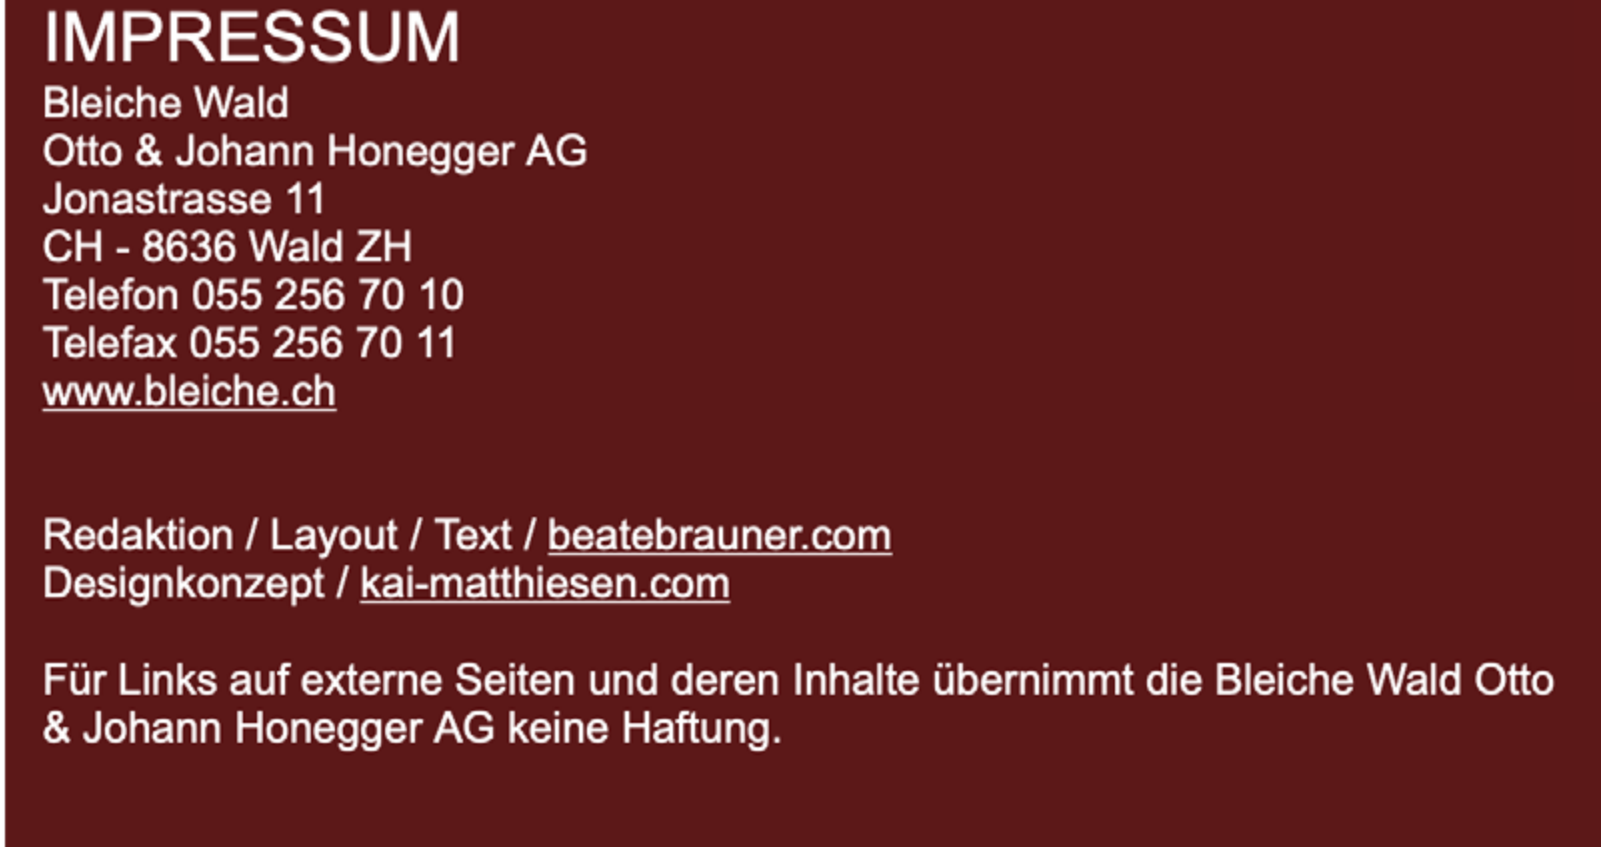 IMPRESSUM
Bleiche Wald
Otto & Johann Honegger AG
Jonastrasse 11
CH - 8636 Wald ZH
Telefon 055 256 70 10
Telefax 055 256 70 11
www.bleiche.ch
Redaktion / Layout / Text / beatebrauner.com
Designkonzept / kai-matthiesen.com
Für Links auf externe Seiten und deren Inhalte übernimmt die Bleiche Wald Otto
& Johann Honegger AG keine Haftung.